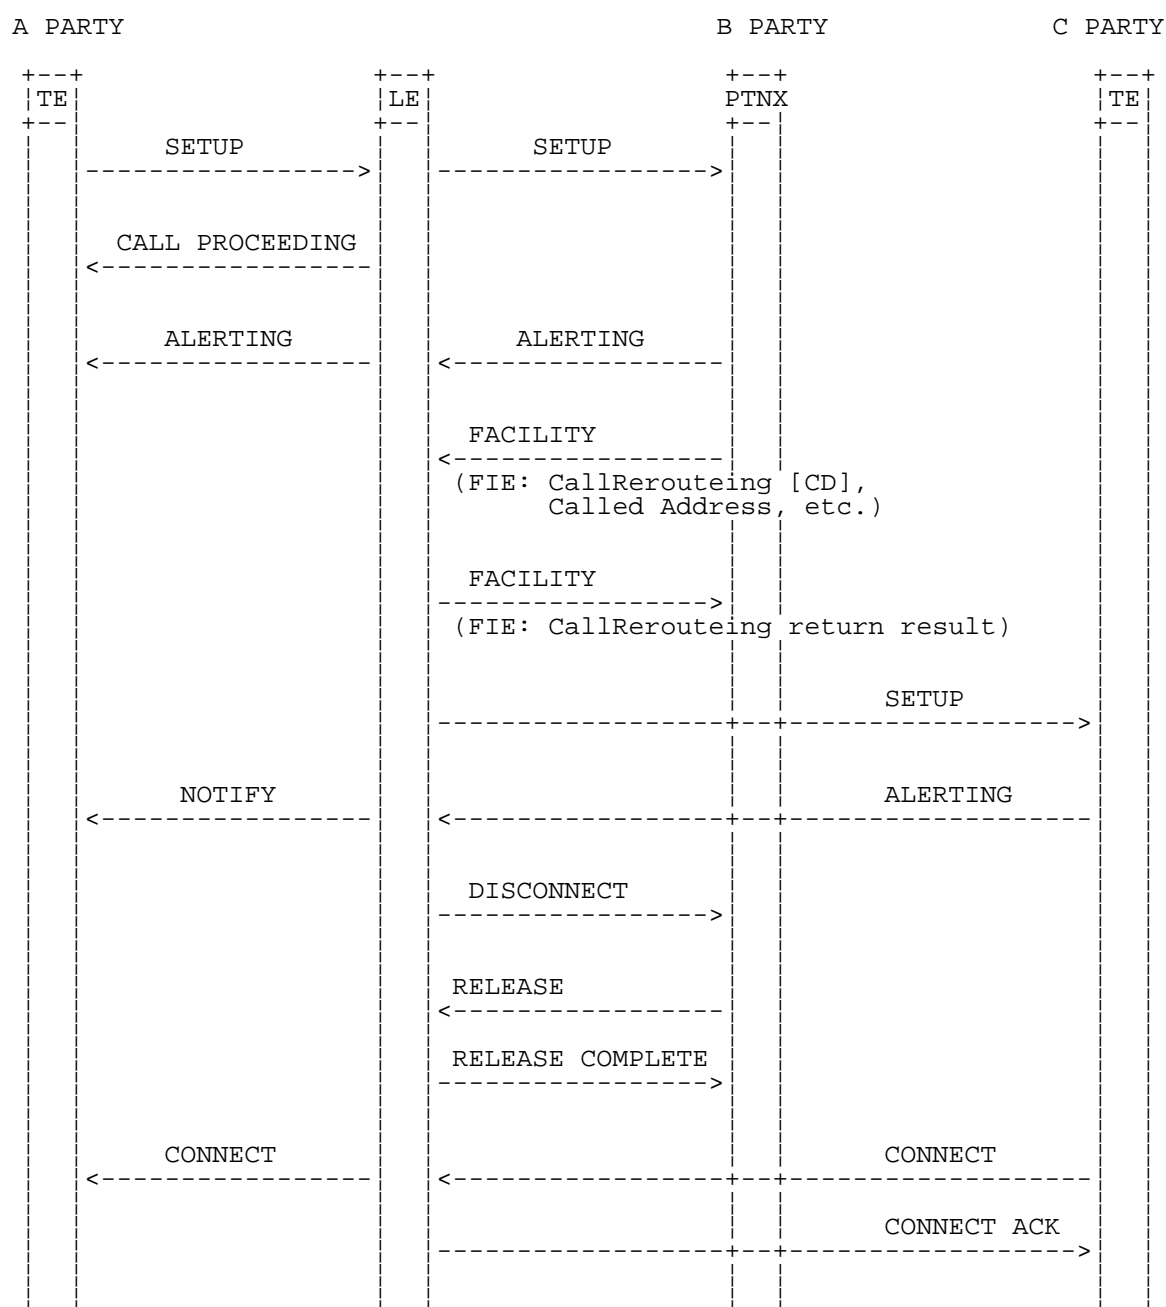 A PARTY B PARTY C PARTY
TE LE PTNX TE
SETUP SETUP
CALL PROCEEDING
ALERTING ALERTING
FACILITY
(FIE: CallRerouteing [CD],
Called Address, etc.)
FACILITY
(FIE: CallRerouteing return result)
SETUP
NOTIFY ALERTING
DISCONNECT
RELEASE
RELEASE COMPLETE
CONNECT CONNECT
CONNECT ACK